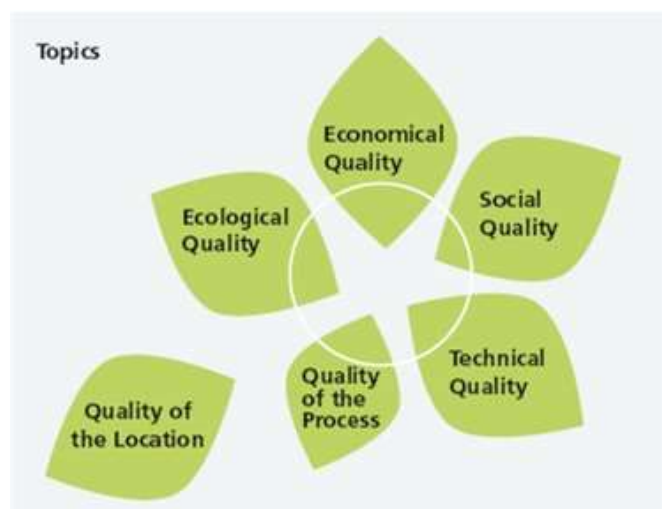 Topics
Economical
Quality
Social
Quality
Ecological
Quality
Technical
Quality
Quality
of the
Process
Quality of
the Location